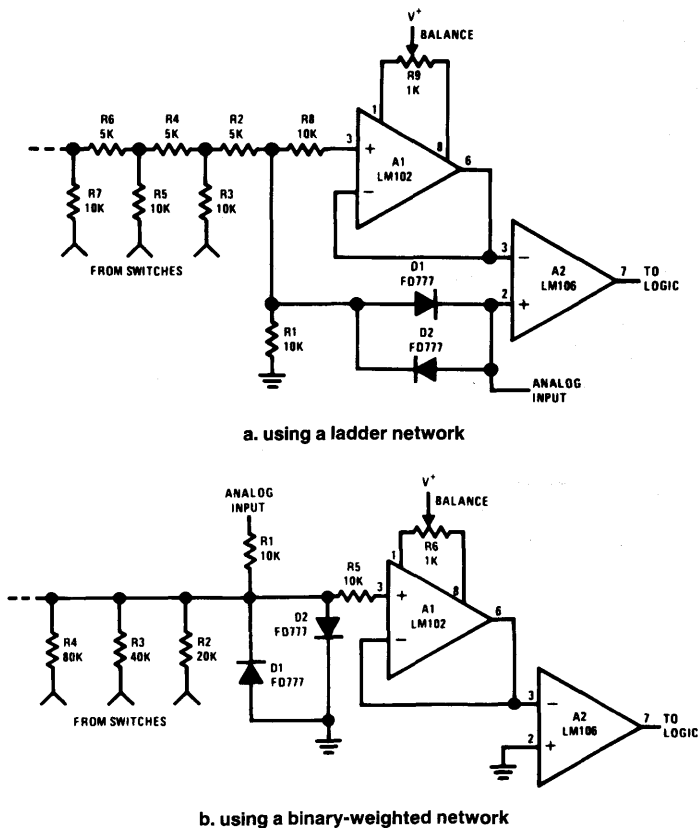 V+
BALANCE
R9
1K
1
8
R6
5K
R4
5K
R2
5K
R8
10K
3
+
−
A1
LM102
6
R7
10K
R5
10K
R3
10K
FROM SWITCHES
R1
10K
D1
FD777
D2
FD777
3
−
2
+
A2
LM106
7
TO
LOGIC
ANALOG
INPUT
a. using a ladder network
V+
BALANCE
R6
1K
1
8
ANALOG
INPUT
R1
10K
R5
10K
3
+
−
A1
LM102
6
R4
80K
R3
40K
R2
20K
FROM SWITCHES
D2
FD777
D1
FD777
3
−
2
+
A2
LM106
7
TO
LOGIC
b. using a binary-weighted network